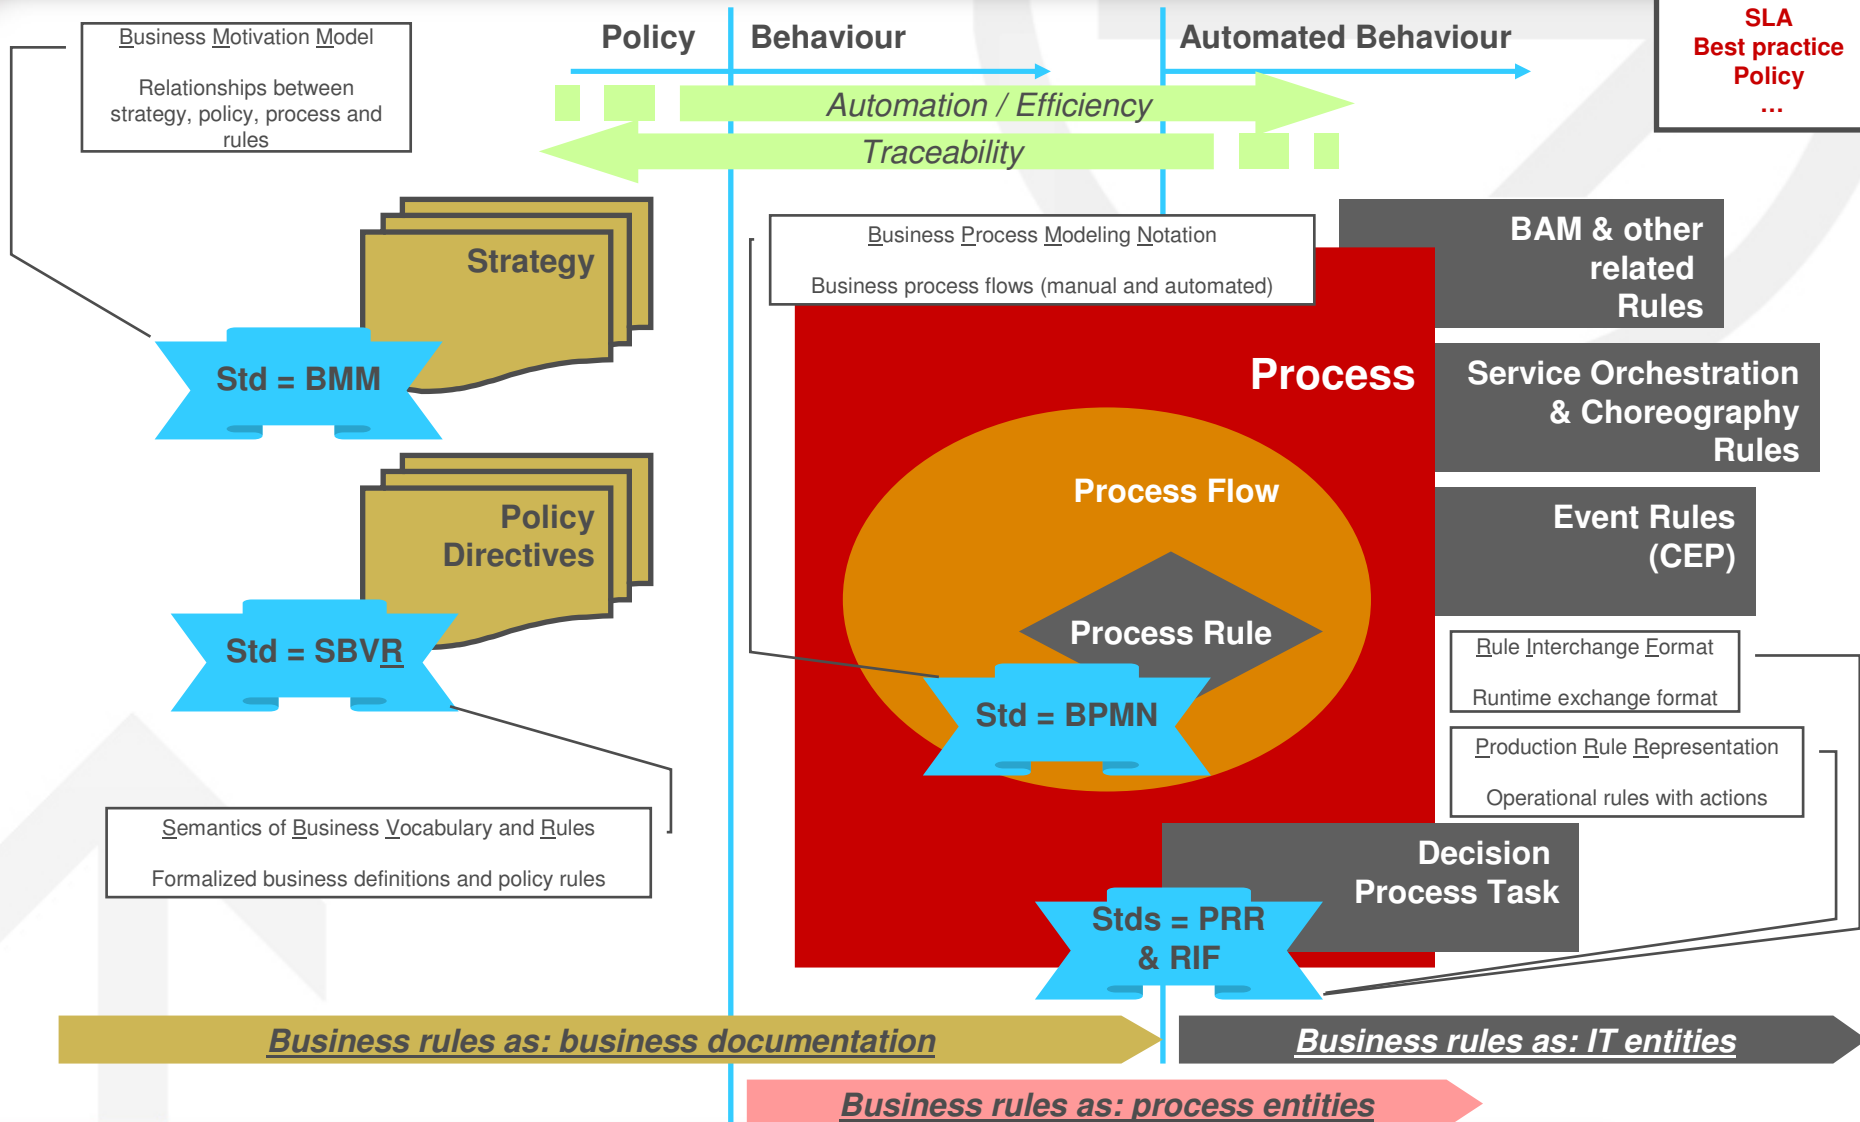 Business Motivation Model
Relationships between
strategy, policy, process and
rules
Policy
Behaviour
Automated Behaviour
SLA
Best practice
Policy
...
Automation / Efficiency
Traceability
Strategy
Std = BMM
Policy
Directives
Std = SBVR
Semantics of Business Vocabulary and Rules
Formalized business definitions and policy rules
Business Process Modeling Notation
Business process flows (manual and automated)
Process
Process Flow
Process Rule
Std = BPMN
BAM & other
related
Rules
Service Orchestration
& Choreography
Rules
Event Rules
(CEP)
Rule Interchange Format
Runtime exchange format
Production Rule Representation
Operational rules with actions
Decision
Process Task
Stds = PRR
& RIF
Business rules as: business documentation
Business rules as: IT entities
Business rules as: process entities